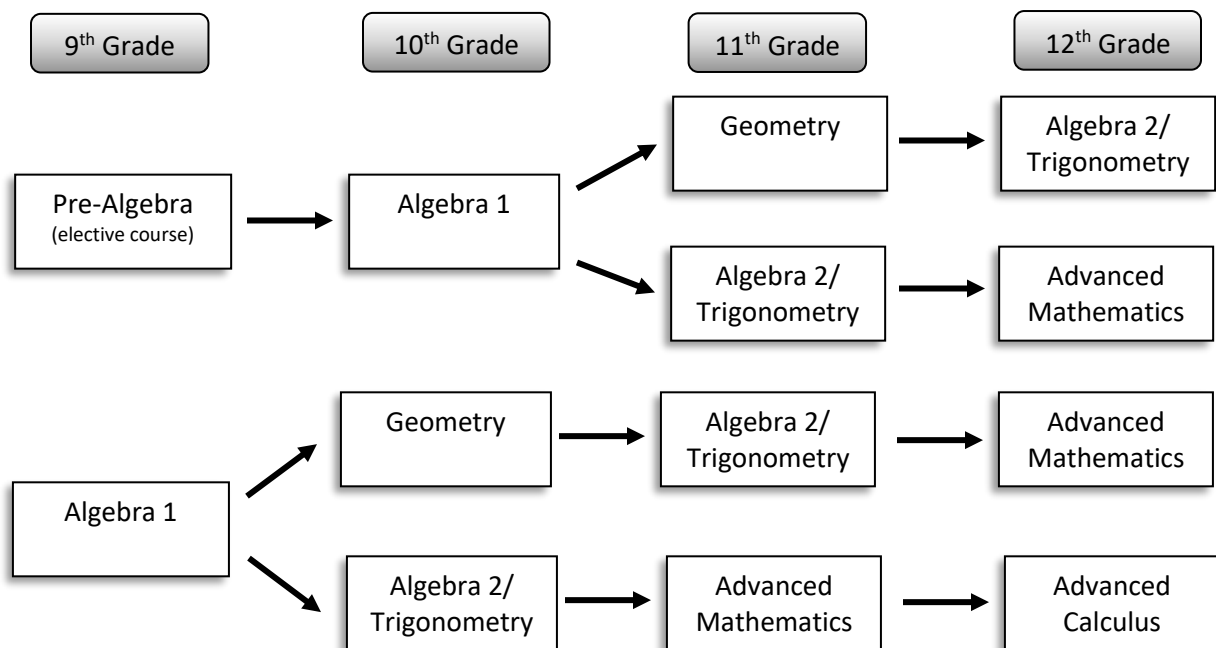 9th Grade
10th Grade
11th Grade
12th Grade
Geometry
Algebra 2/
Trigonometry
Pre-Algebra
(elective course)
Algebra 1
Algebra 2/
Trigonometry
Advanced
Mathematics
Geometry
Algebra 2/
Trigonometry
Advanced
Mathematics
Algebra 1
Algebra 2/
Trigonometry
Advanced
Mathematics
Advanced
Calculus